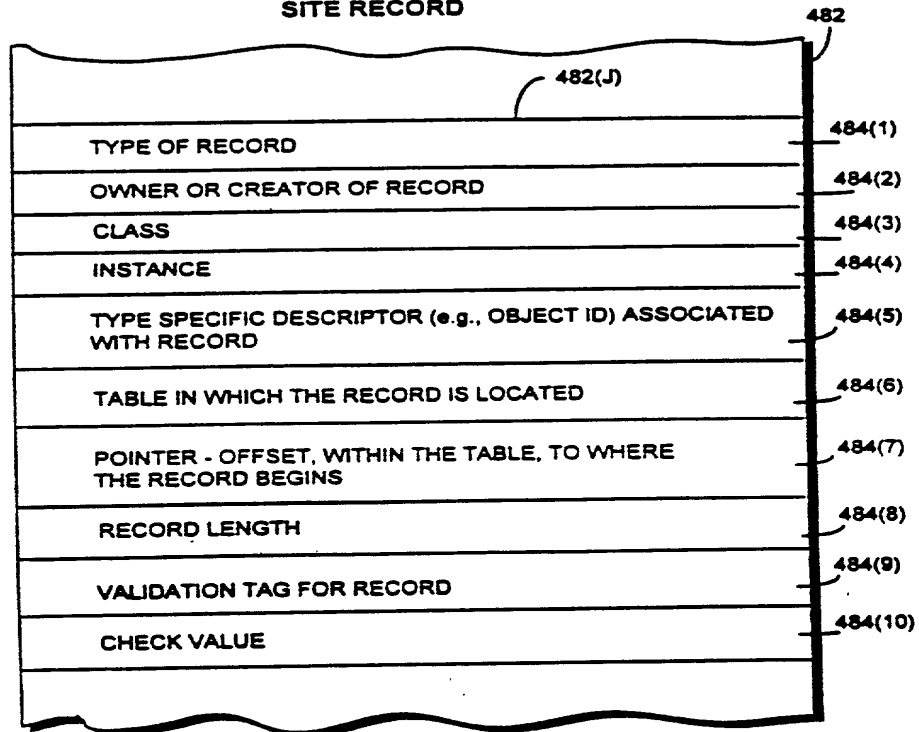 SITE RECORD
482
482(J)
TYPE OF RECORD
484(1)
OWNER OR CREATOR OF RECORD
484(2)
CLASS
484(3)
INSTANCE
484(4)
TYPE SPECIFIC DESCRIPTOR (e.g., OBJECT ID) ASSOCIATED
WITH RECORD
484(5)
TABLE IN WHICH THE RECORD IS LOCATED
484(6)
POINTER - OFFSET, WITHIN THE TABLE, TO WHERE
THE RECORD BEGINS
484(7)
RECORD LENGTH
484(8)
VALIDATION TAG FOR RECORD
484(9)
CHECK VALUE
484(10)